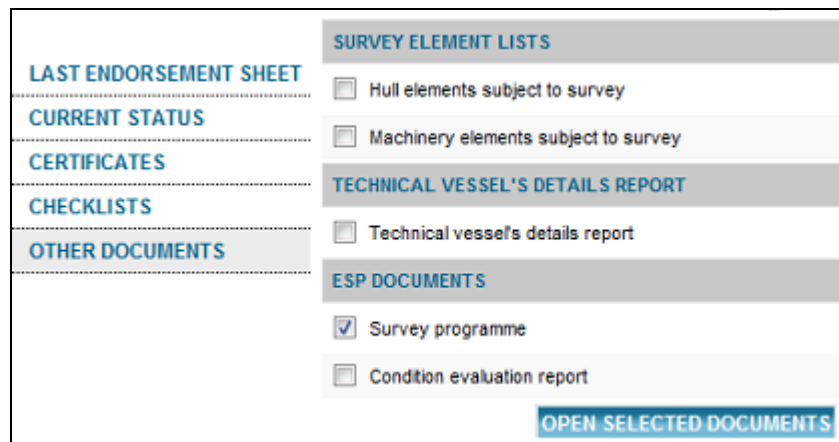 LAST ENDORSEMENT SHEET
CURRENT STATUS
CERTIFICATES
CHECKLISTS
OTHER DOCUMENTS
SURVEY ELEMENT LISTS
Hull elements subject to survey
Machinery elements subject to survey
TECHNICAL VESSEL'S DETAILS REPORT
Technical vessel's details report
ESP DOCUMENTS
Survey programme
Condition evaluation report
OPEN SELECTED DOCUMENTS